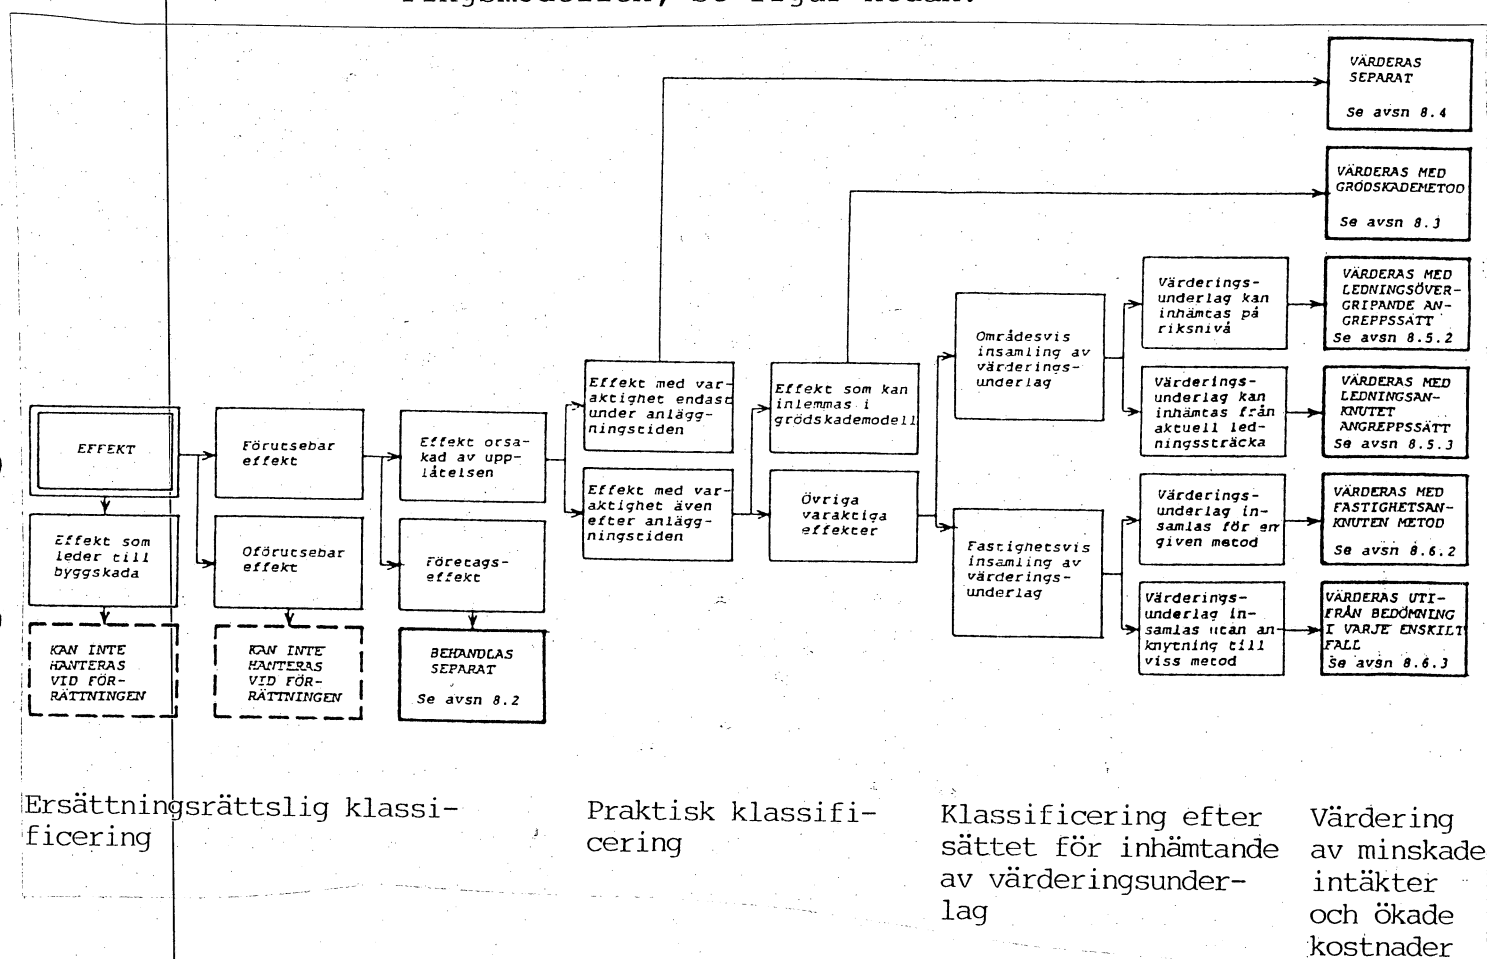 se figur nedan.
VÄRDERAS
SEPARAT
Se avsn 8.4
VÄRDERAS MED
GRÖDSKADEMETOD
Se avsn 8.3
VÄRDERAS MED
LEDNINGSÖVER-
GRIPANDE AN-
GREPPSSÄTT
Se avsn 8.5.2
Värderings-
underlag kan
inhämtas på
riksnivå
Områdesvis
insamling av
värderings-
underlag
Effekt med var-
aktighet endast
under anlägg-
ningstiden
Effekt som kan
inlemmas i
grödskademodell
Värderings-
underlag kan
inhämtas från
aktuell led-
ningssträcka
VÄRDERAS MED
LEDNINGSAN-
KNUTET
ANGREPPSSÄTT
Se avsn 8.5.3
EFFEKT
Förutsebar
effekt
Effekt orsa-
kad av upp-
låtelsen
Effekt med var-
aktighet även
efter anlägg-
ningstiden
Övriga
varaktiga
effekter
Värderings-
underlag in-
samlas för en
given metod
VÄRDERAS MED
FASTIGHETSAN-
KNUTEN METOD
Se avsn 8.6.2
Effekt som
leder till
byggskada
Oförutsebar
effekt
Företags-
effekt
Fastighetsvis
insamling av
värderings-
underlag
Värderings-
underlag in-
samlas utan an-
knytning till
viss metod
VÄRDERAS UTI-
FRÅN BEDÖMNING
I VARJE ENSKILT
FALL
Se avsn 8.6.3
KAN INTE
HANTERAS
VID FÖR-
RÄTTNINGEN
KAN INTE
HANTERAS
VID FÖR-
RÄTTNINGEN
BEHANDLAS
SEPARAT
Se avsn 8.2
Ersättningsrättslig klassi-
ficering
Praktisk klassifi-
cering
Klassificering efter
sättet för inhämtande
av värderingsunder-
lag
Värdering
av minskade
intäkter
och ökade
kostnader